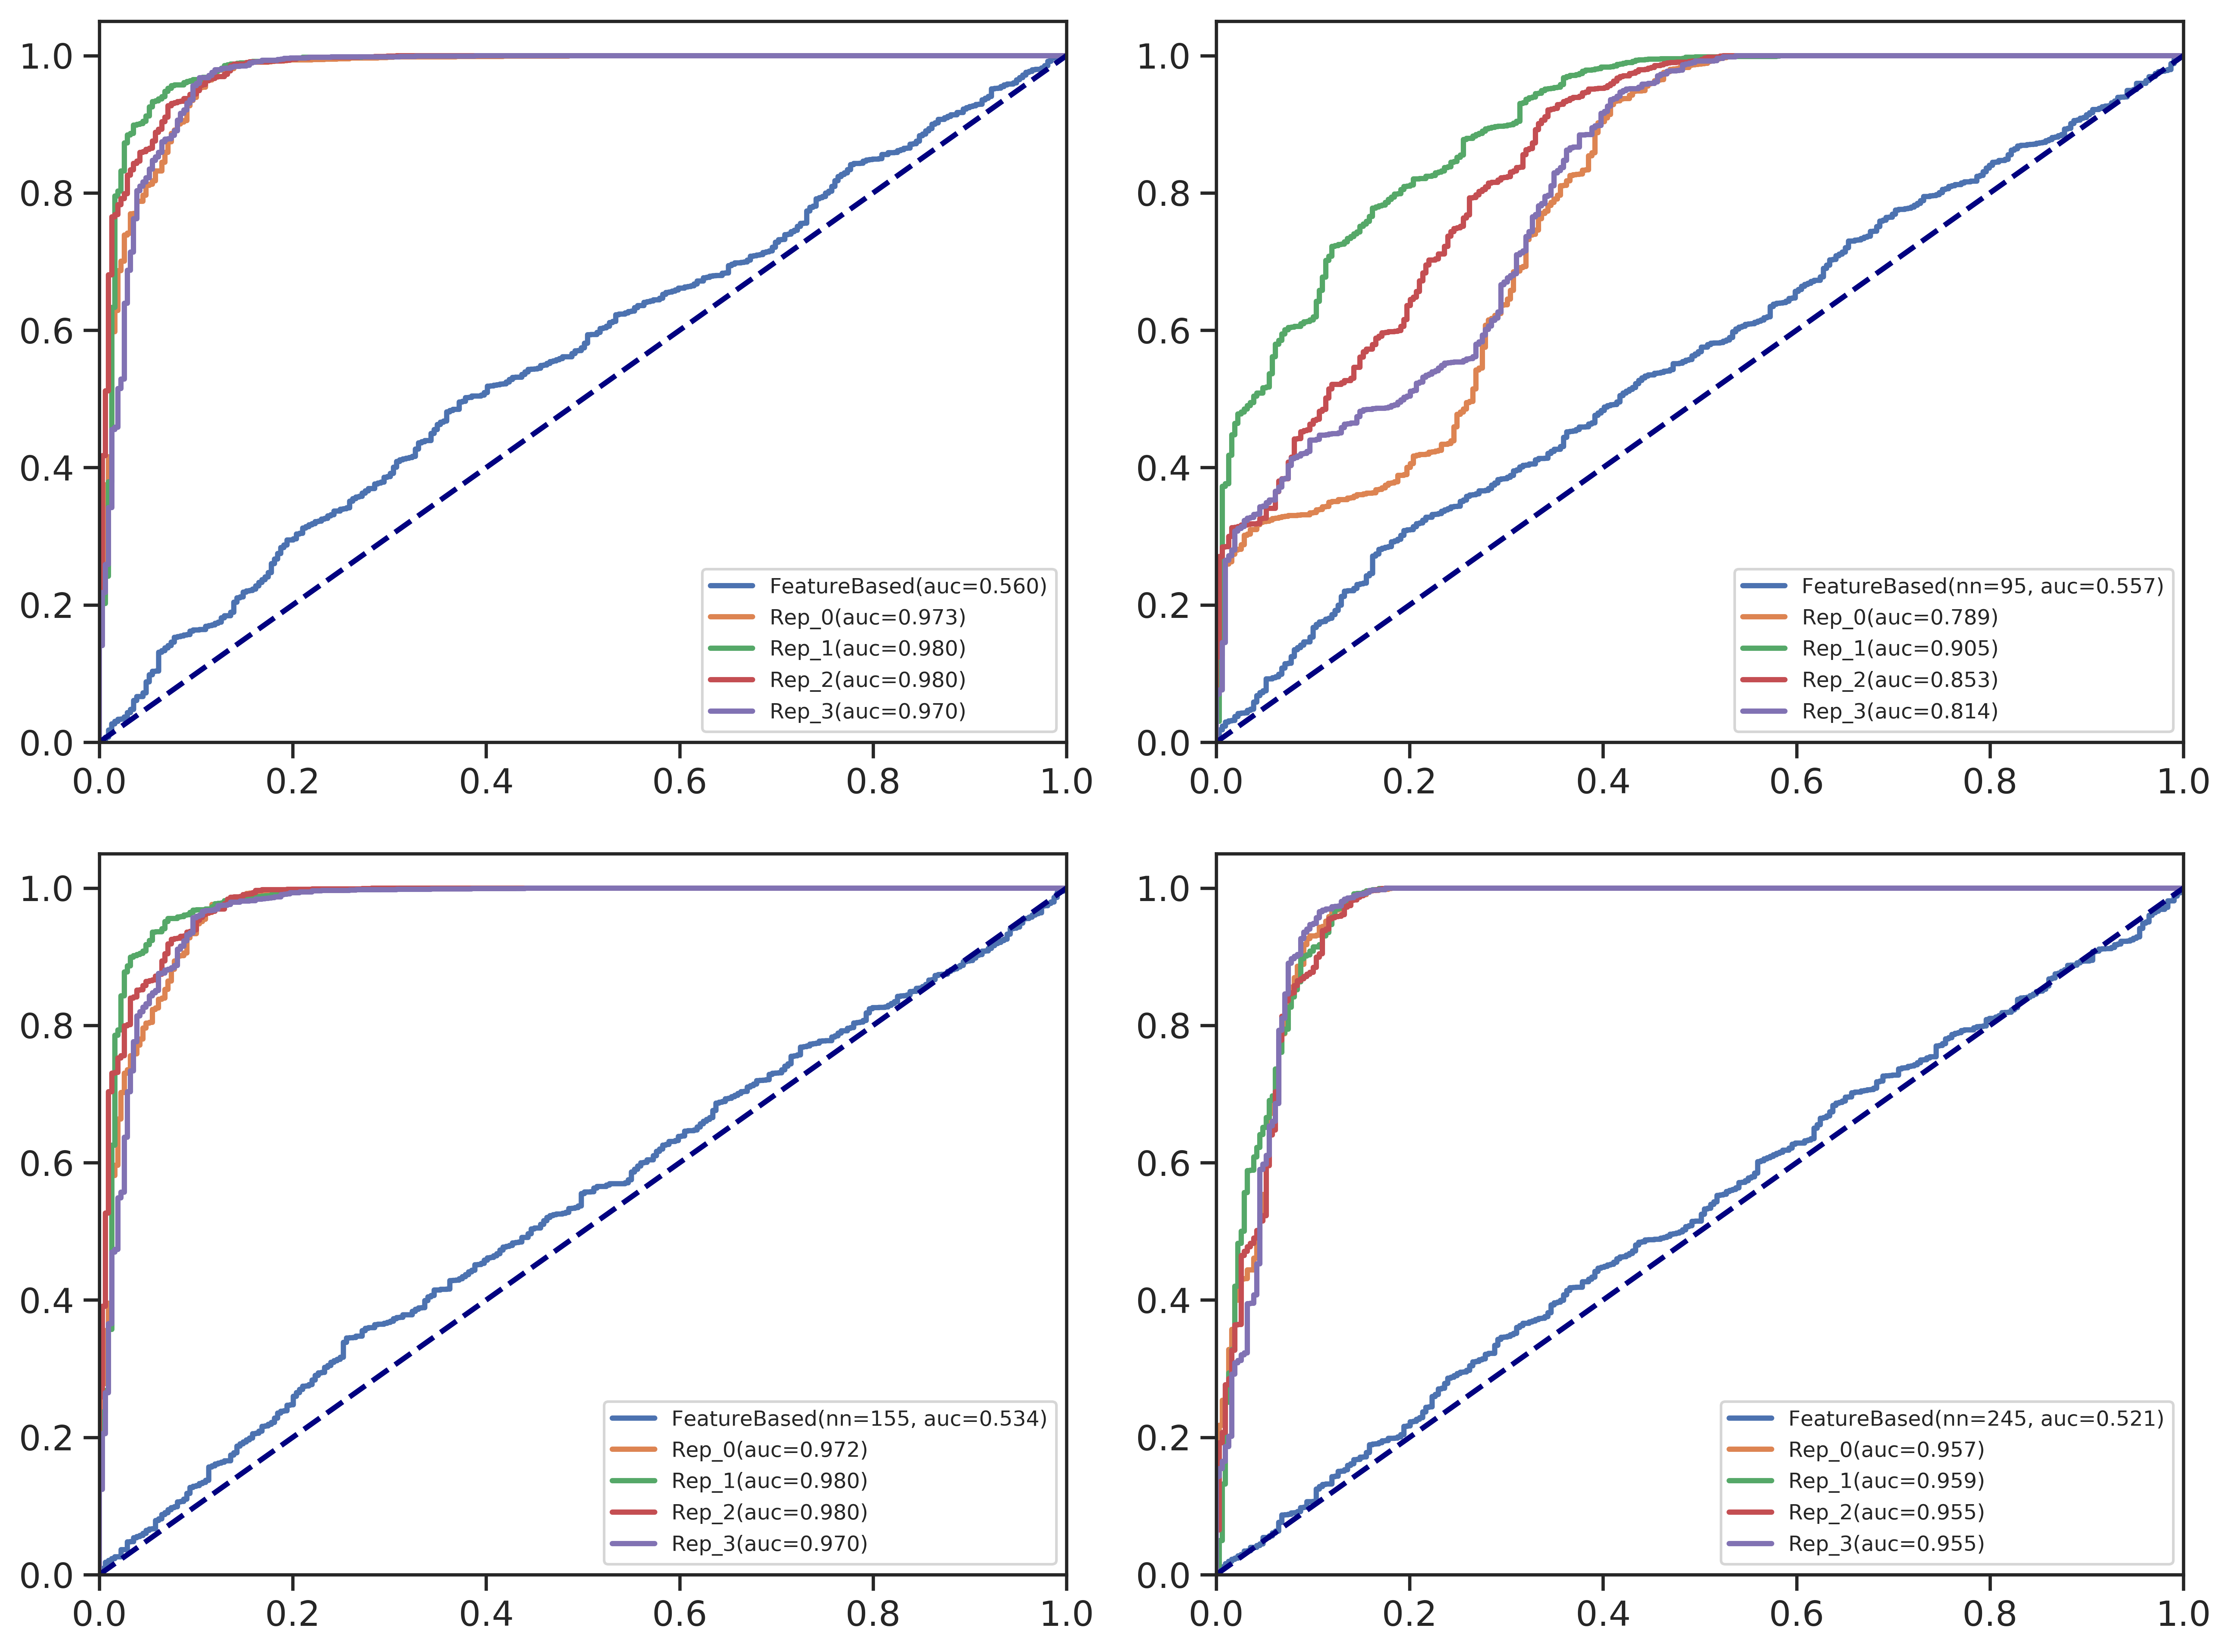 1.0
0.8
0.6
0.4
0.2
0.0
FeatureBased(auc=0.560)
Rep_0(auc=0.973)
Rep_1(auc=0.980)
Rep_2(auc=0.980)
Rep_3(auc=0.970)
0.0 0.2 0.4 0.6 0.8 1.0
1.0
0.8
0.6
0.4
0.2
0.0
FeatureBased(nn=95, auc=0.557)
Rep_0(auc=0.789)
Rep_1(auc=0.905)
Rep_2(auc=0.853)
Rep_3(auc=0.814)
0.0 0.2 0.4 0.6 0.8 1.0
1.0
0.8
0.6
0.4
0.2
0.0
FeatureBased(nn=155, auc=0.534)
Rep_0(auc=0.972)
Rep_1(auc=0.980)
Rep_2(auc=0.980)
Rep_3(auc=0.970)
0.0 0.2 0.4 0.6 0.8 1.0
1.0
0.8
0.6
0.4
0.2
0.0
FeatureBased(nn=245, auc=0.521)
Rep_0(auc=0.957)
Rep_1(auc=0.959)
Rep_2(auc=0.955)
Rep_3(auc=0.955)
0.0 0.2 0.4 0.6 0.8 1.0